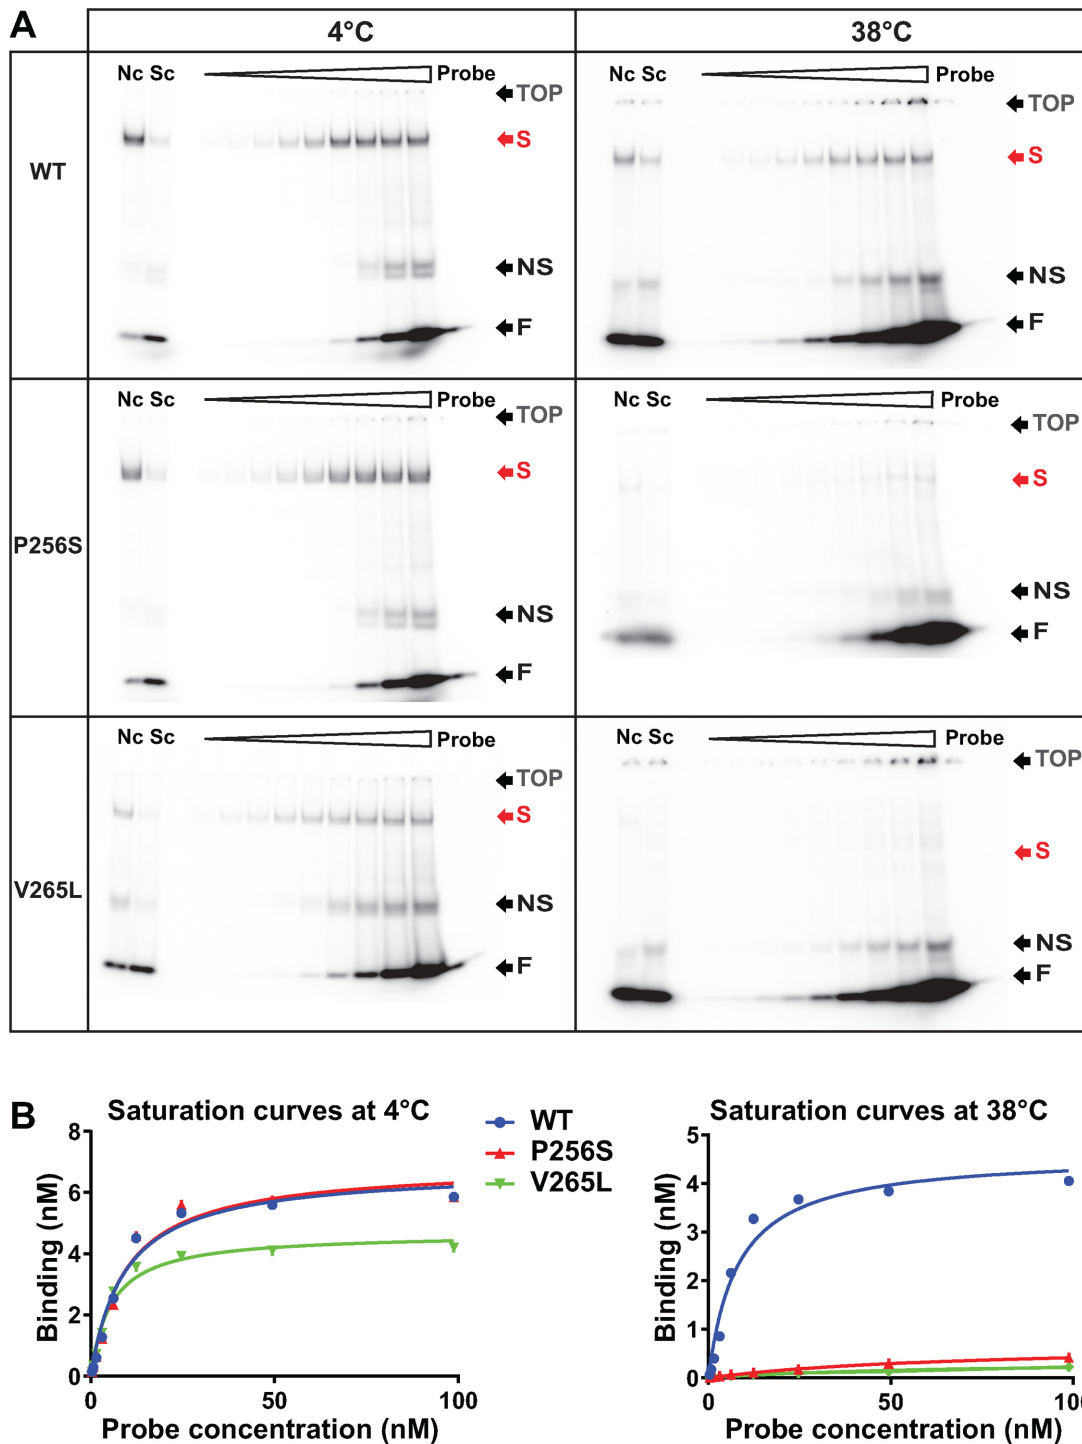 A
4°C
38°C
WT
Nc Sc
Probe
TOP
S
NS
F
Nc Sc
Probe
TOP
S
NS
F
P256S
Nc Sc
Probe
TOP
S
NS
F
Nc Sc
Probe
TOP
S
NS
F
V265L
Nc Sc
Probe
TOP
S
NS
F
Nc Sc
Probe
TOP
S
NS
F
B
Saturation curves at 4°C
Binding (nM)
8
6
4
2
0
0
50
100
Probe concentration (nM)
WT
P256S
V265L
Saturation curves at 38°C
Binding (nM)
5
4
3
2
1
0
0
50
100
Probe concentration (nM)